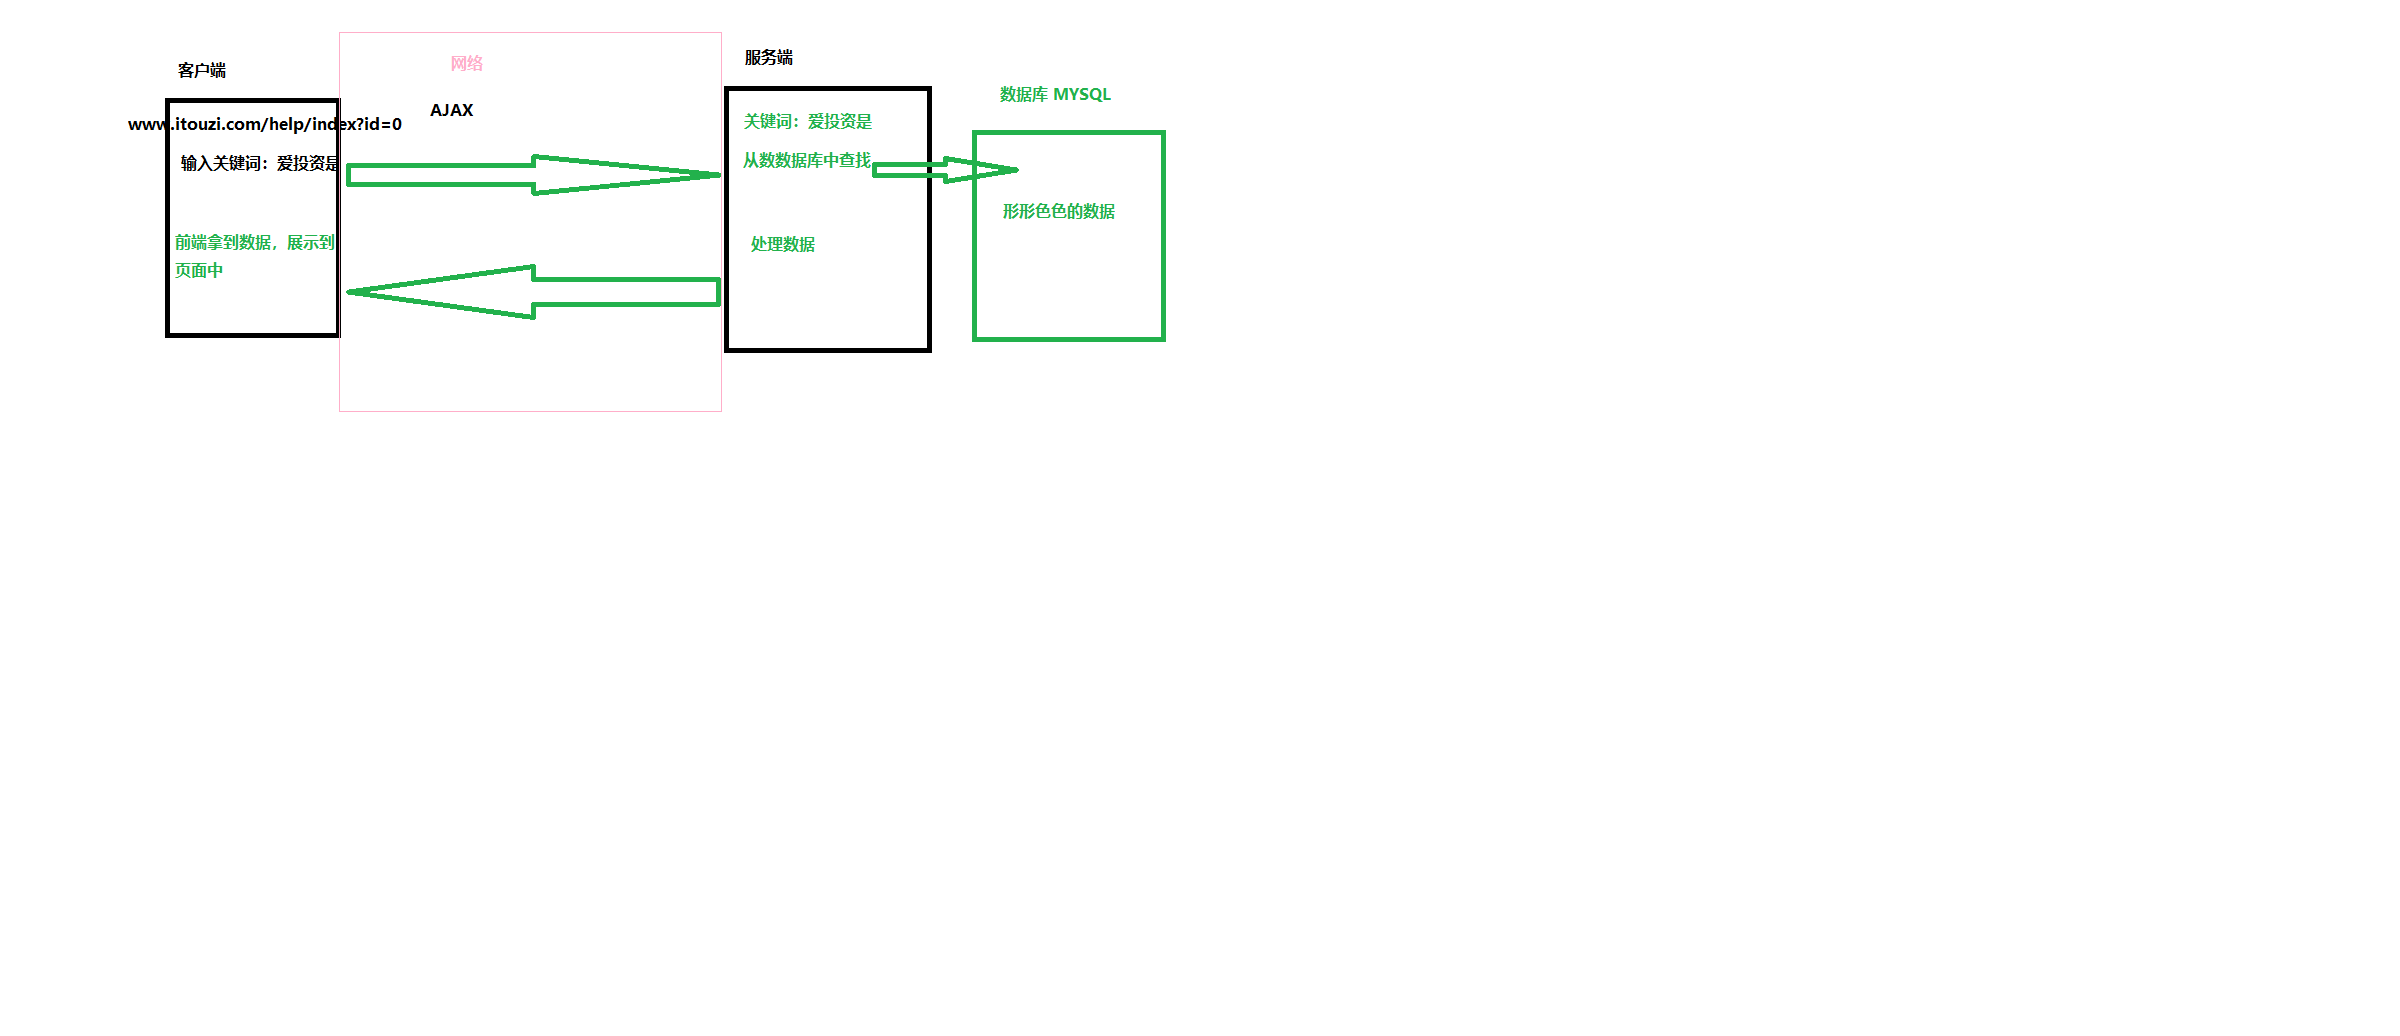 客户端
www.itouzi.com/help/index?id=0
输入关键词：爱投资是
前端拿到数据，展示到
页面中
网络
AJAX
服务端
关键词：爱投资是
从数数据库中查找
处理数据
数据库 MYSQL
形形色色的数据